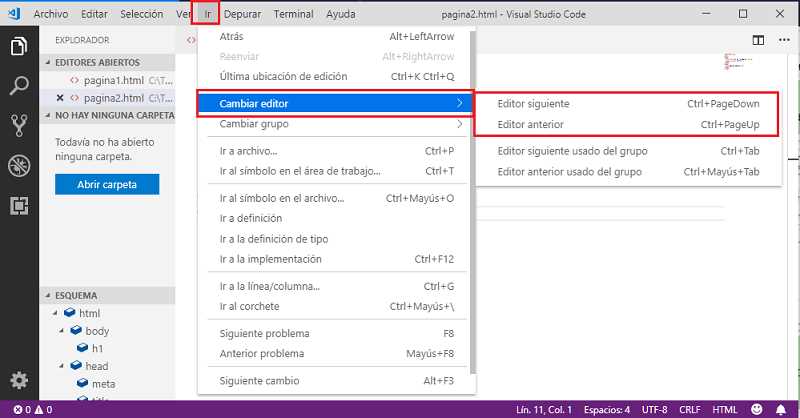 Archivo Editar Selección Ver Ir Depurar Terminal Ayuda pagina2.html - Visual Studio Code
EXPLORADOR
EDITORES ABIERTOS
pagina1.html C:\T...
pagina2.html C:\T...
NO HAY NINGUNA CARPETA
Todavía no ha abierto
ninguna carpeta.
Abrir carpeta
ESQUEMA
html
body
h1
head
meta
title
Atrás Alt+LeftArrow
Reenviar Alt+RightArrow
Última ubicación de edición Ctrl+K Ctrl+Q
Cambiar editor
Cambiar grupo
Ir a archivo... Ctrl+P
Ir al símbolo en el área de trabajo... Ctrl+T
Ir al símbolo en el archivo... Ctrl+Mayús+O
Ir a definición
Ir a la definición de tipo
Ir a la implementación Ctrl+F12
Ir a la línea/columna... Ctrl+G
Ir al corchete Ctrl+Mayús+\
Siguiente problema F8
Anterior problema Mayús+F8
Siguiente cambio Alt+F3
Editor siguiente Ctrl+PageDown
Editor anterior Ctrl+PageUp
Editor siguiente usado del grupo Ctrl+Tab
Editor anterior usado del grupo Ctrl+Mayús+Tab
0 0 Lín. 11, Col. 1 Espacios: 4 UTF-8 CRLF HTML